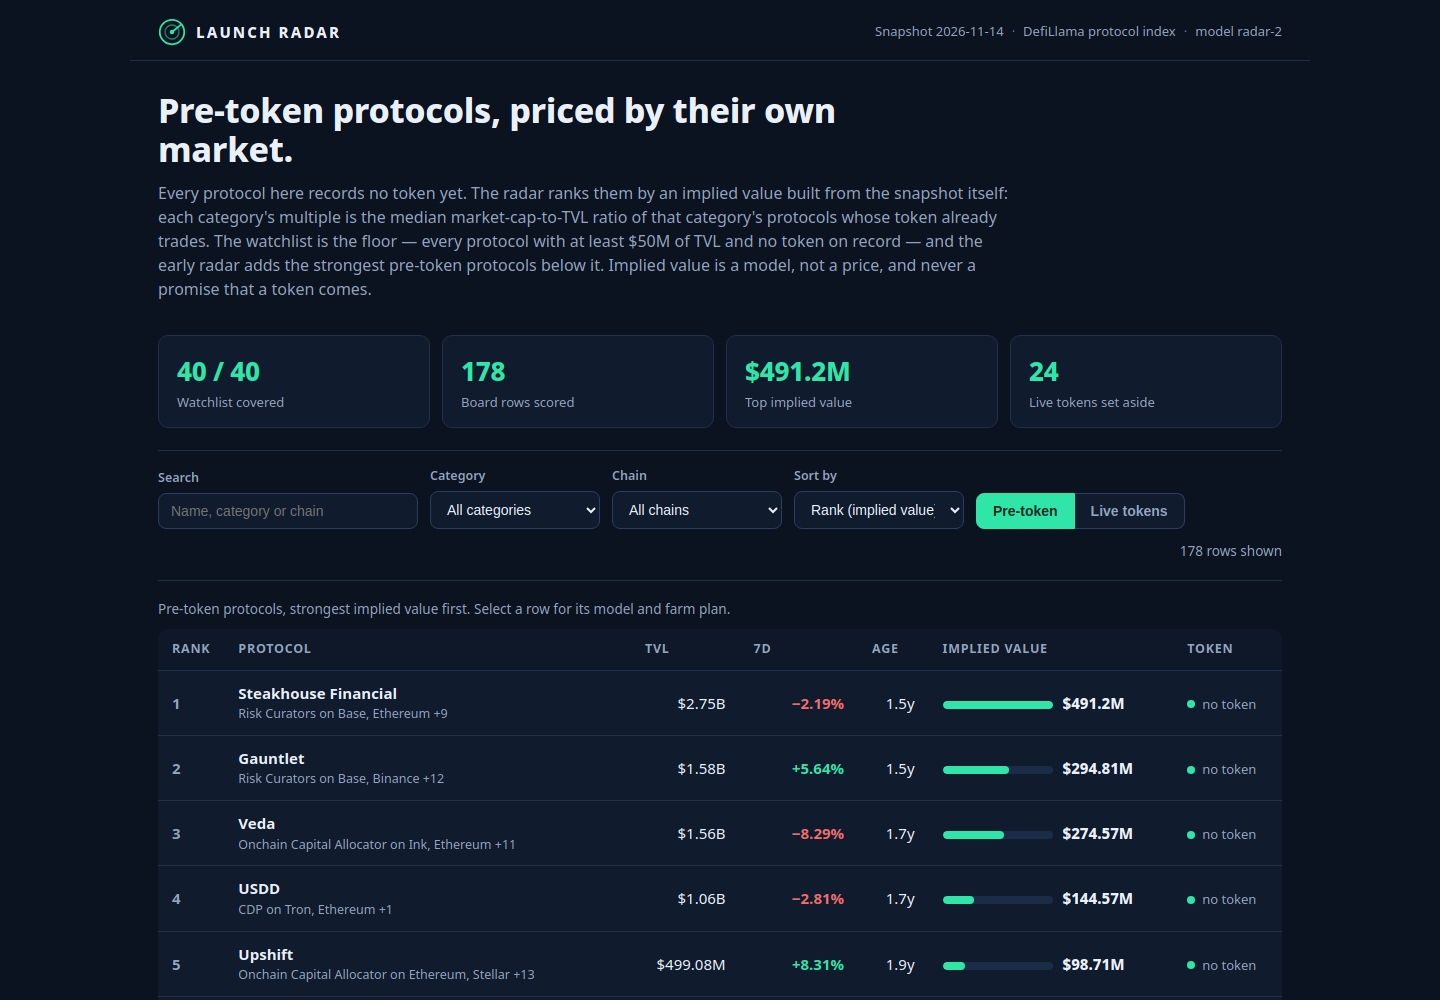 LAUNCH RADAR
Snapshot 2026-11-14 · DefiLlama protocol index · model radar-2
Pre-token protocols, priced by their own
market.
Every protocol here records no token yet. The radar ranks them by an implied value built from the snapshot itself:
each category's multiple is the median market-cap-to-TVL ratio of that category's protocols whose token already
trades. The watchlist is the floor — every protocol with at least $50M of TVL and no token on record — and the
early radar adds the strongest pre-token protocols below it. Implied value is a model, not a price, and never a
promise that a token comes.
40 / 40
Watchlist covered
178
Board rows scored
$491.2M
Top implied value
24
Live tokens set aside
Search
Name, category or chain
Category
All categories
Chain
All chains
Sort by
Rank (implied value)
Pre-token
Live tokens
178 rows shown
Pre-token protocols, strongest implied value first. Select a row for its model and farm plan.
RANK PROTOCOL TVL 7D AGE IMPLIED VALUE TOKEN
1 Steakhouse Financial $2.75B −2.19% 1.5y $491.2M no token
Risk Curators on Base, Ethereum +9
2 Gauntlet $1.58B +5.64% 1.5y $294.81M no token
Risk Curators on Base, Binance +12
3 Veda $1.56B −8.29% 1.7y $274.57M no token
Onchain Capital Allocator on Ink, Ethereum +11
4 USDD $1.06B −2.81% 1.7y $144.57M no token
CDP on Tron, Ethereum +1
5 Upshift $499.08M +8.31% 1.9y $98.71M no token
Onchain Capital Allocator on Ethereum, Stellar +13